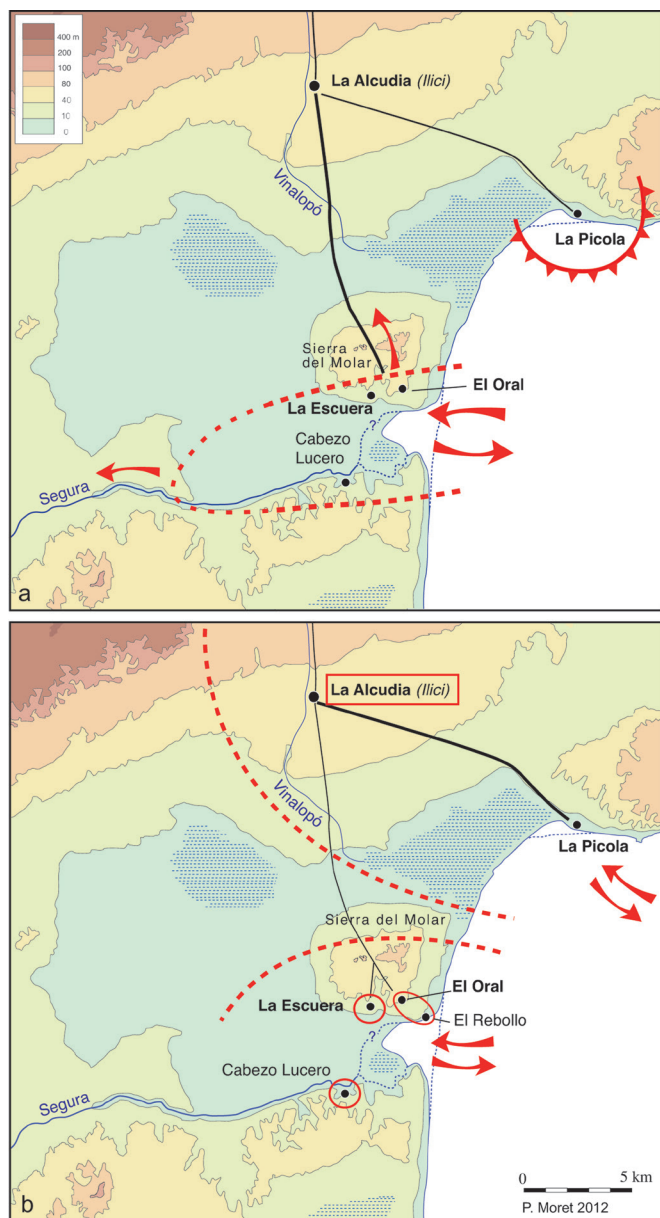 400 m
200
100
80
40
10
0
La Alcudia (Ilici)
Vinalopó
La Picola
Sierra
del Molar
El Oral
La Escuera
?
Cabezo
Lucero
Segura
a
La Alcudia (Ilici)
Vinalopó
La Picola
Sierra del Molar
El Oral
La Escuera
El Rebollo
?
Cabezo Lucero
Segura
0 5 km
b
P. Moret 2012